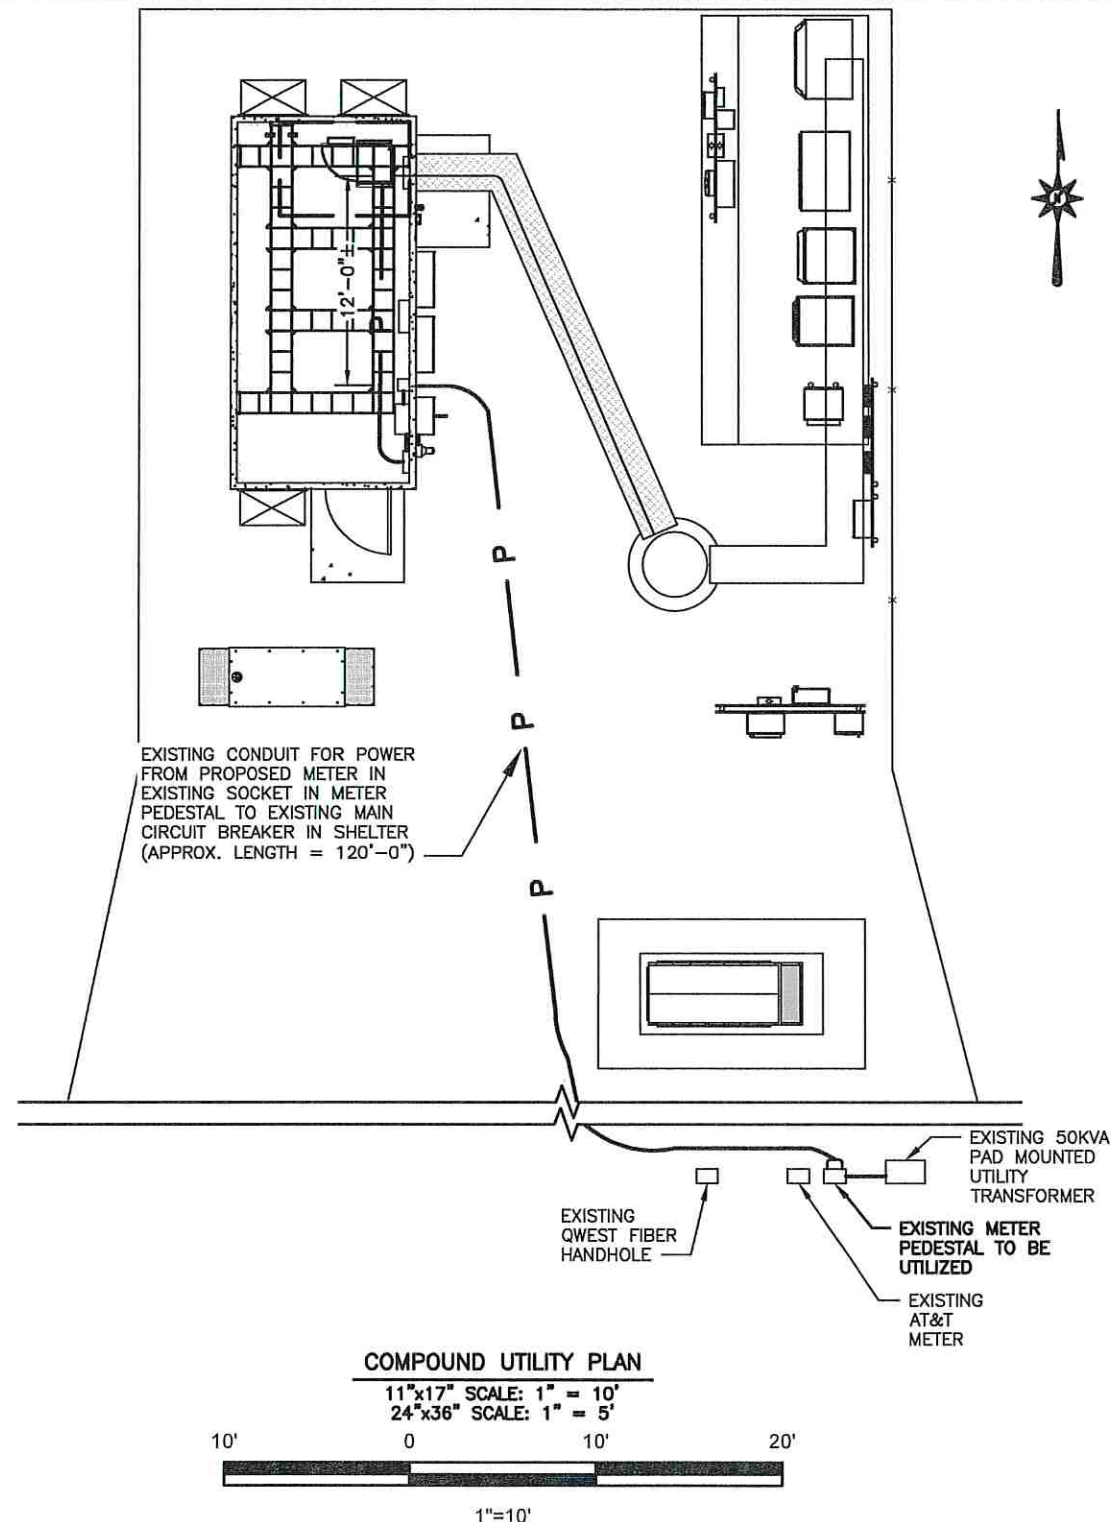 N
12'-0"±
P
P
P
EXISTING CONDUIT FOR POWER
FROM PROPOSED METER IN
EXISTING SOCKET IN METER
PEDESTAL TO EXISTING MAIN
CIRCUIT BREAKER IN SHELTER
(APPROX. LENGTH = 120'-0")
EXISTING 50KVA
PAD MOUNTED
UTILITY
TRANSFORMER
EXISTING
QWEST FIBER
HANDHOLE
EXISTING METER
PEDESTAL TO BE
UTILIZED
EXISTING
AT&T
METER
COMPOUND UTILITY PLAN
11"x17" SCALE: 1" = 10'
24"x36" SCALE: 1" = 5'
10' 0 10' 20'
1"=10'